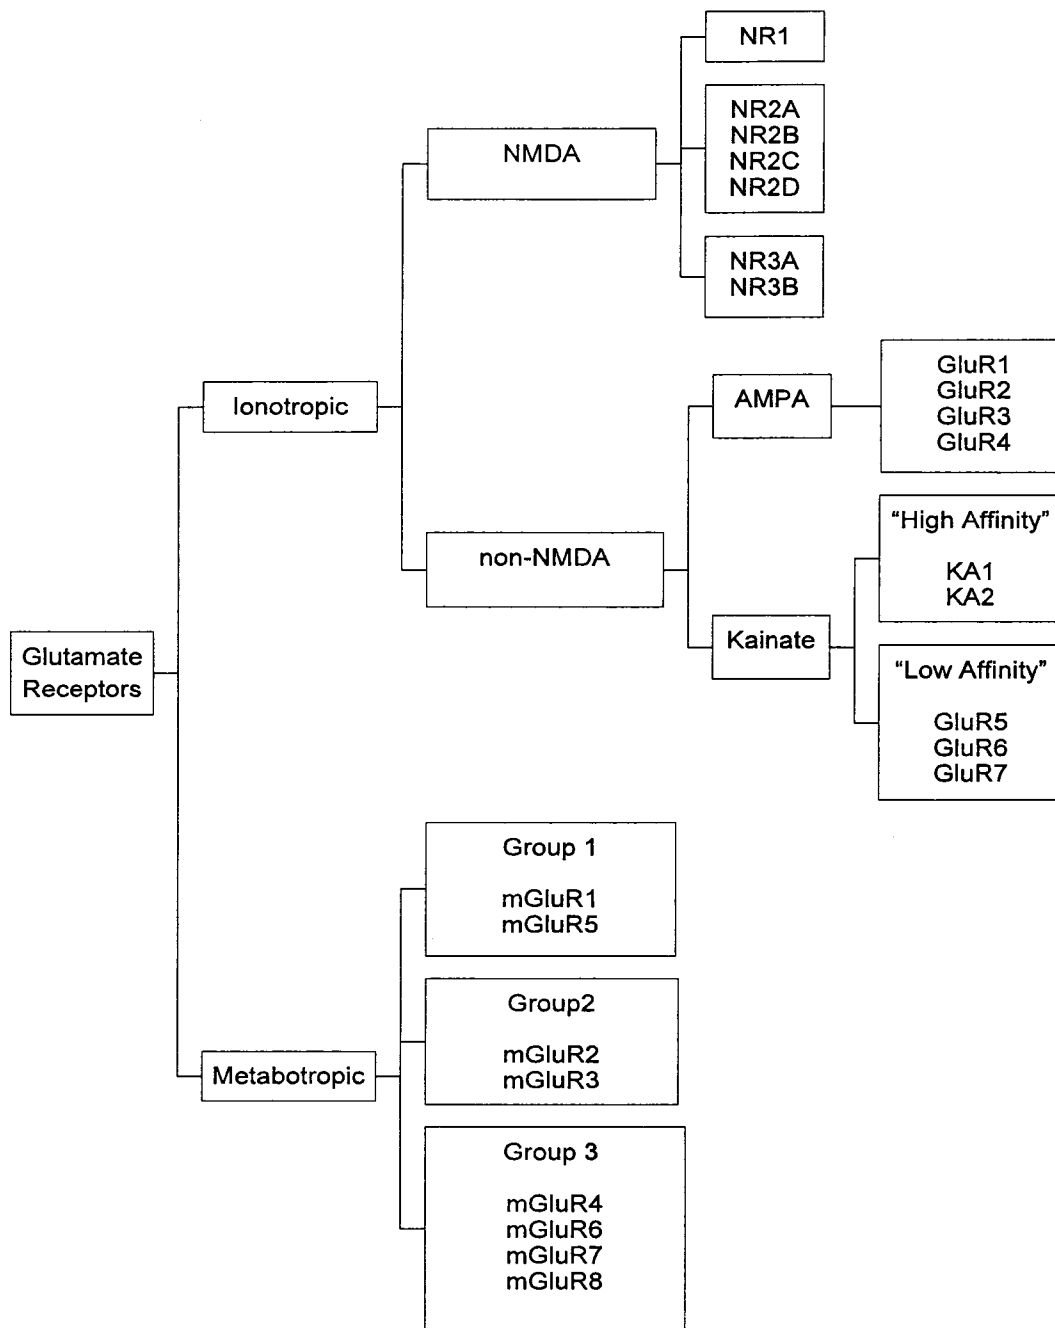 NR1
NR2A
NR2B
NR2C
NR2D
NMDA
NR3A
NR3B
GluR1
GluR2
GluR3
GluR4
AMPA
Ionotropic
"High Affinity"
KA1
KA2
non-NMDA
Kainate
"Low Affinity"
GluR5
GluR6
GluR7
Glutamate
Receptors
Group 1
mGluR1
mGluR5
Group2
mGluR2
mGluR3
Metabotropic
Group 3
mGluR4
mGluR6
mGluR7
mGluR8